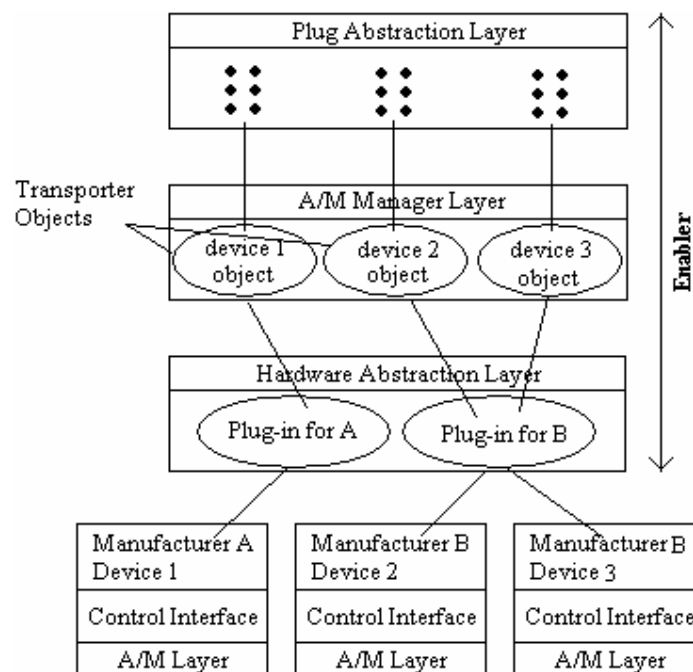 Plug Abstraction Layer
Transporter
Objects
A/M Manager Layer
device 1
object
device 2
object
device 3
object
Enabler
Hardware Abstraction Layer
Plug-in for A
Plug-in for B
Manufacturer A
Device 1
Control Interface
A/M Layer
Manufacturer B
Device 2
Control Interface
A/M Layer
Manufacturer B
Device 3
Control Interface
A/M Layer